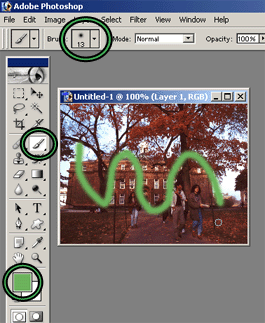 Adobe Photoshop
File Edit Image Layer Select Filter View Window Help
Brush: 13 Mode: Normal Opacity: 100%
Untitled-1 @ 100% (Layer 1, RGB)
T